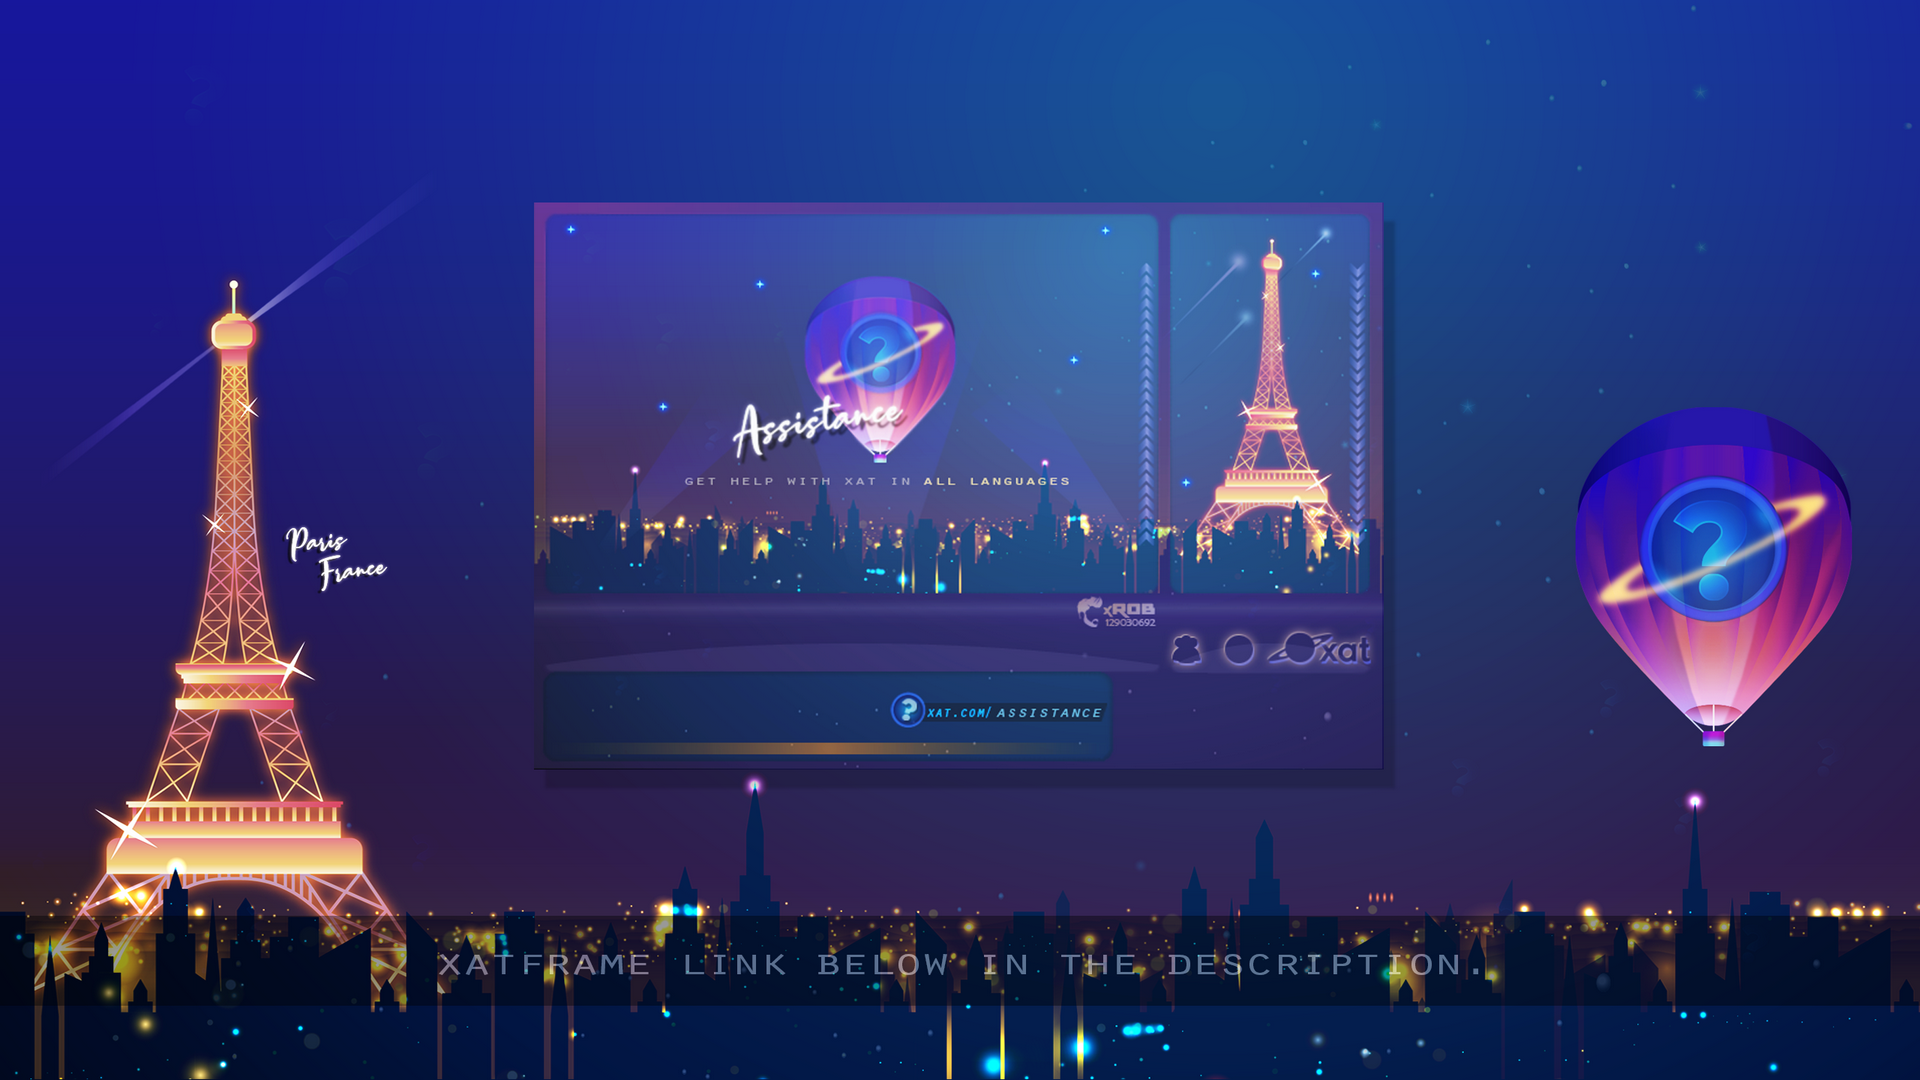 Paris
France
?
Assistance
GET HELP WITH XAT IN ALL LANGUAGES
xROB
129030692
xat
? XAT.COM/ASSISTANCE
?
XATFRAME LINK BELOW IN THE DESCRIPTION.